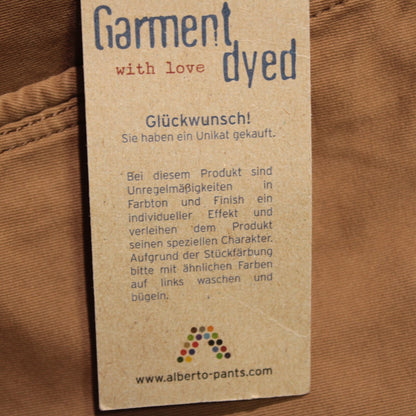 Garment
with love dyed
Glückwunsch!
Sie haben ein Unikat gekauft.
Bei diesem Produkt sind
Unregelmäßigkeiten in
Farbton und Finish ein
individueller Effekt und
verleihen dem Produkt
seinen speziellen Charakter.
Aufgrund der Stückfärbung
bitte mit ähnlichen Farben
auf links waschen und
bügeln.
www.alberto-pants.com